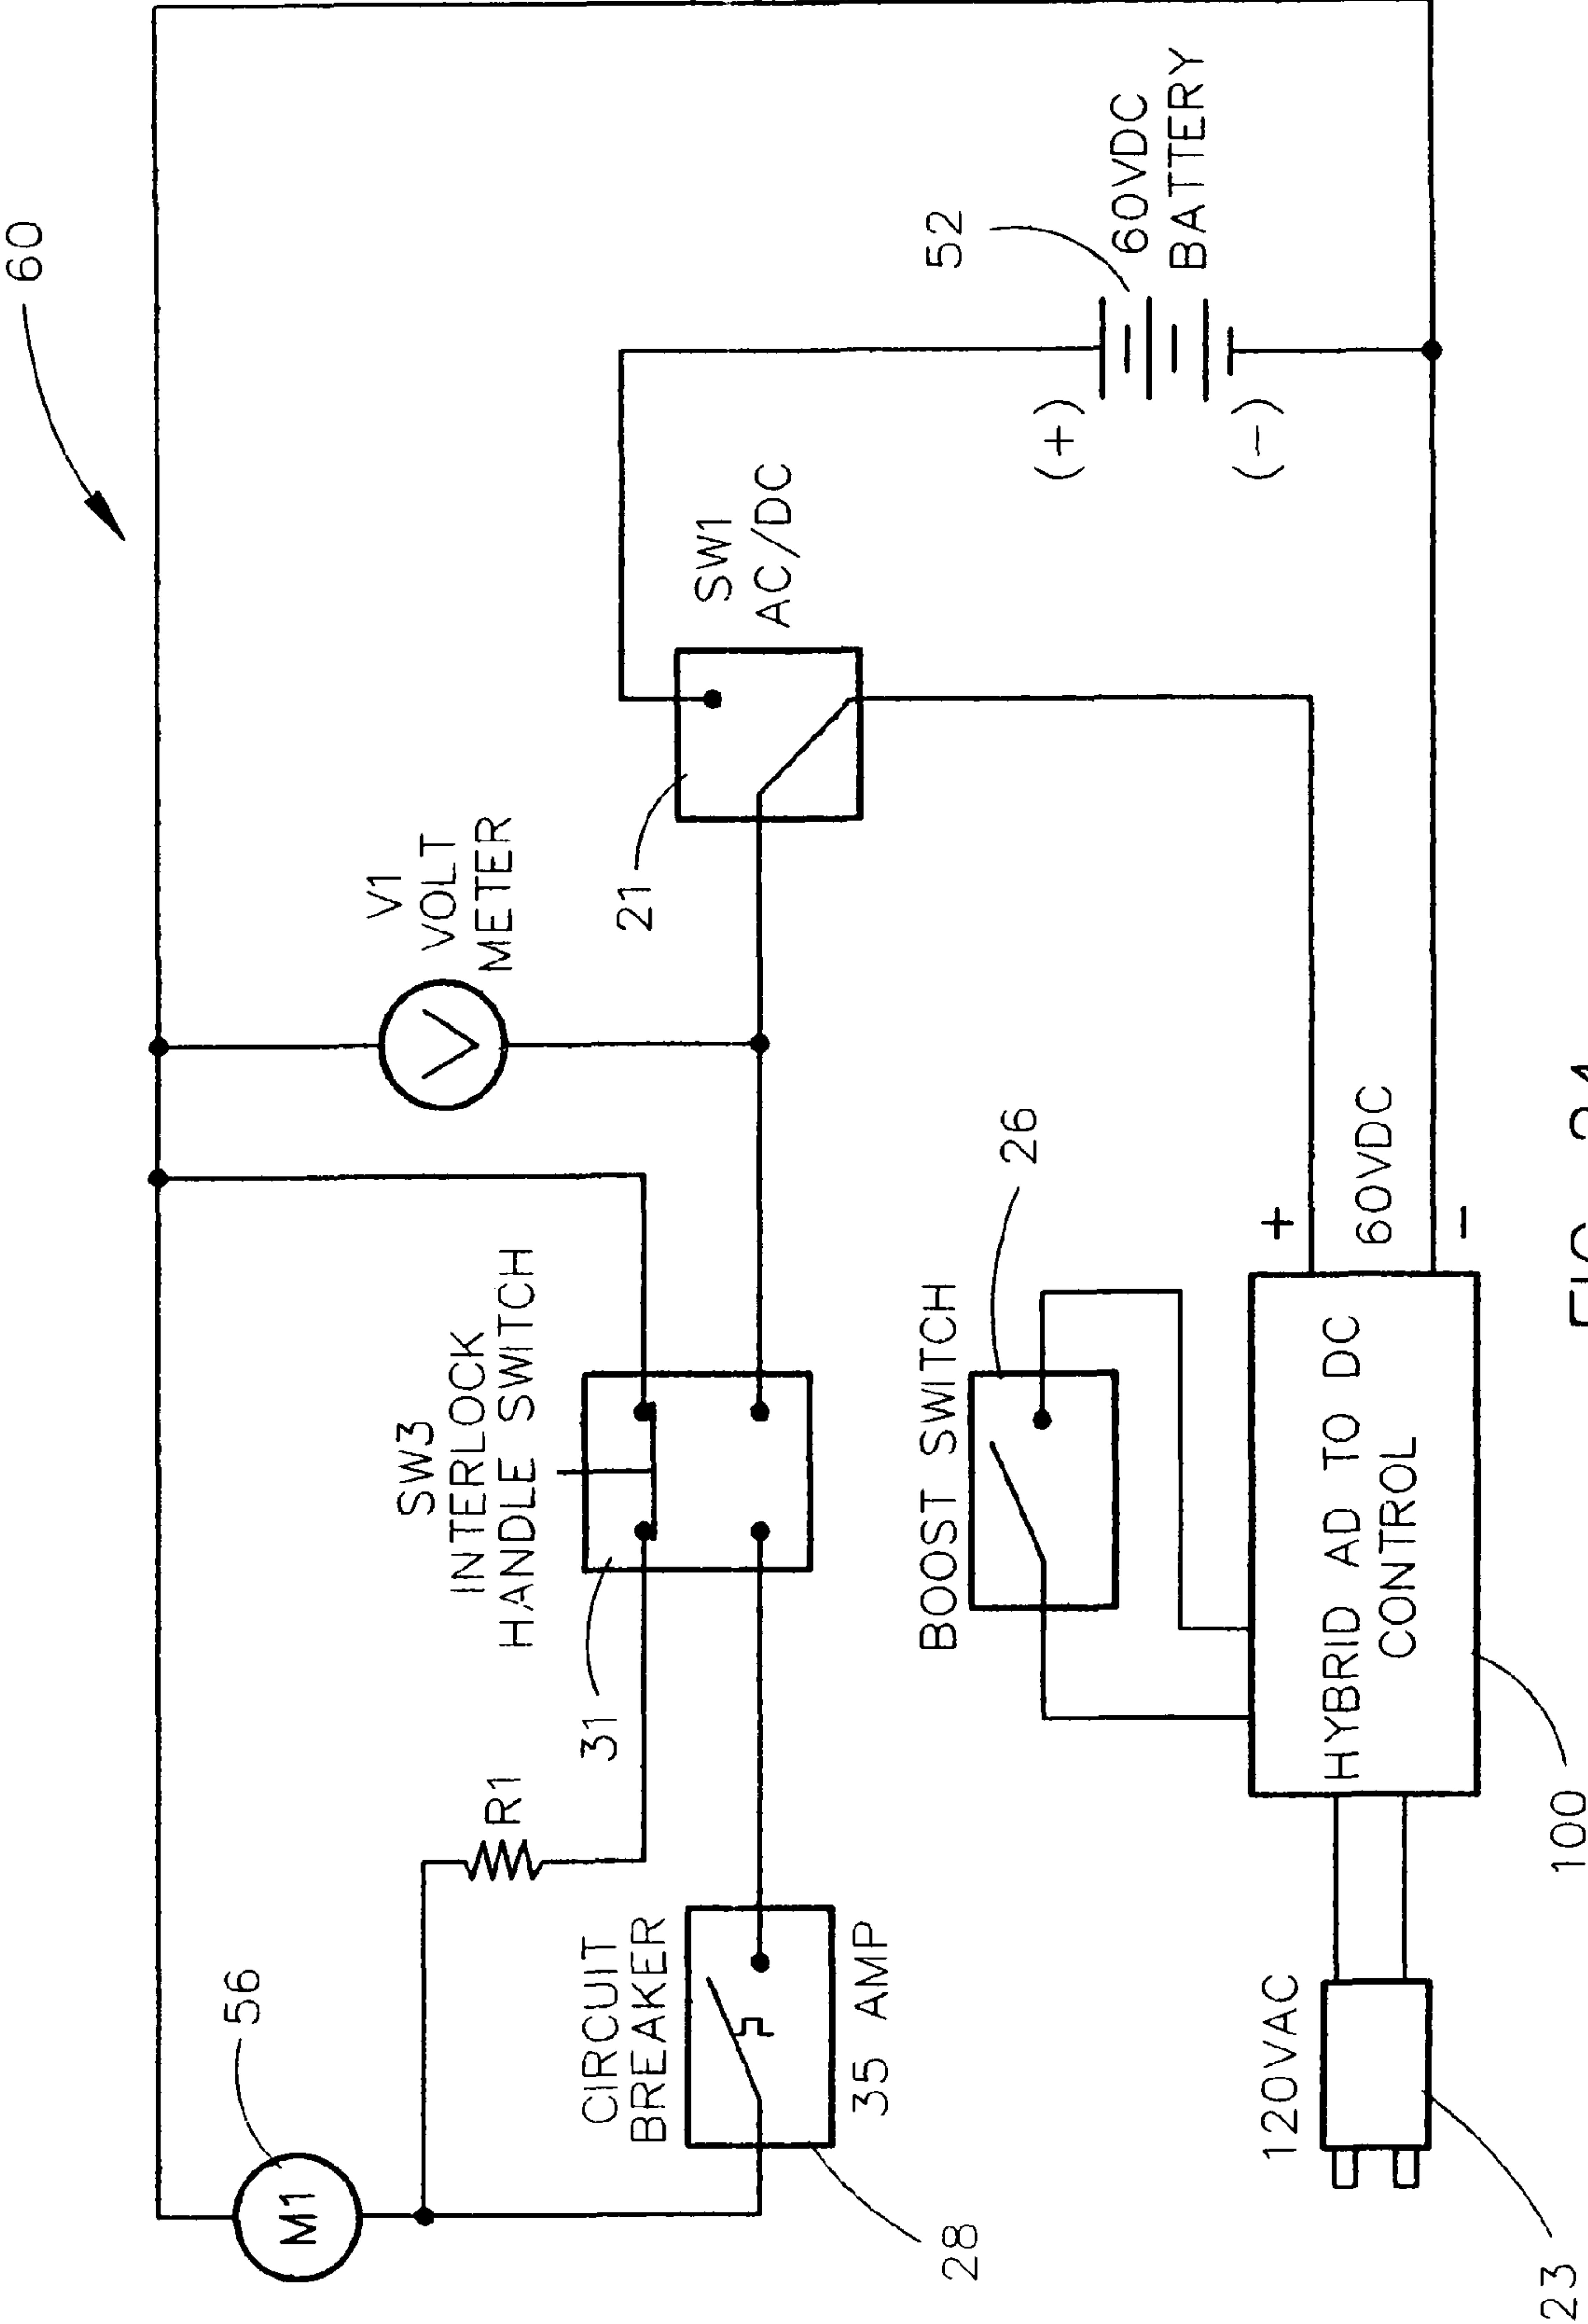 60
M1
56
R1
SW3
INTERLOCK
HANDLE SWITCH
31
V1
VOLT
METER
CIRCUIT
BREAKER
35 AMP
28
21
SW1
AC/DC
52
60VDC
BATTERY
(+)
(-)
BOOST SWITCH
26
120VAC
23
HYBRID AD TO DC
CONTROL
100
+
60VDC
-